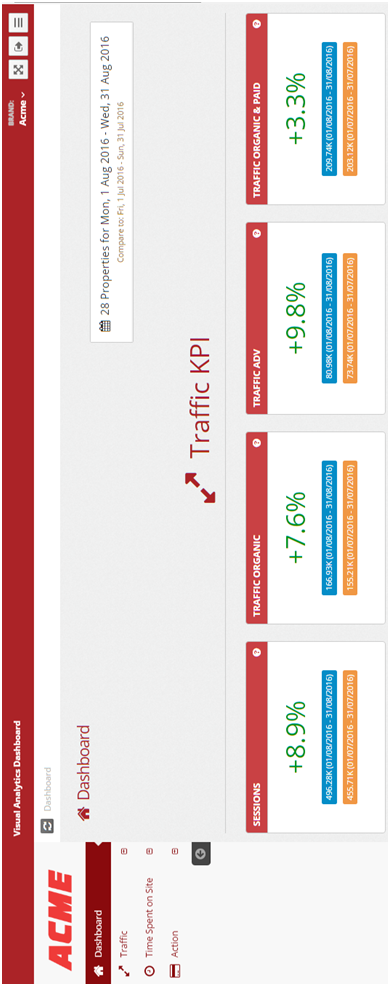 Visual Analytics Dashboard
BRAND:
Acme
ACME
Dashboard
Dashboard
Traffic
Time Spent on Site
Action
Dashboard
28 Properties for Mon, 1 Aug 2016 - Wed, 31 Aug 2016
Compare to: Fri, 1 Jul 2016 - Sun, 31 Jul 2016
Traffic KPI
SESSIONS
+8.9%
496.28K (01/08/2016 - 31/08/2016)
455.71K (01/07/2016 - 31/07/2016)
TRAFFIC ORGANIC
+7.6%
166.93K (01/08/2016 - 31/08/2016)
155.21K (01/07/2016 - 31/07/2016)
TRAFFIC ADV
+9.8%
80.98K (01/08/2016 - 31/08/2016)
73.74K (01/07/2016 - 31/07/2016)
TRAFFIC ORGANIC & PAID
+3.3%
209.74K (01/08/2016 - 31/08/2016)
203.12K (01/07/2016 - 31/07/2016)